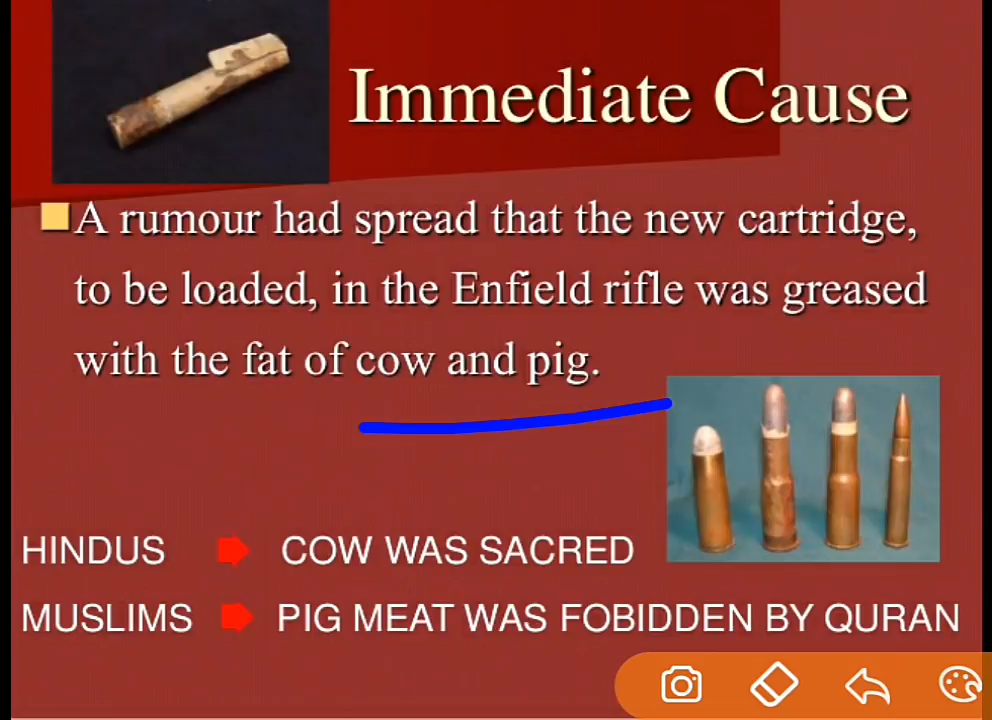 Immediate Cause
A rumour had spread that the new cartridge,
to be loaded, in the Enfield rifle was greased
with the fat of cow and pig.
HINDUS COW WAS SACRED
MUSLIMS PIG MEAT WAS FOBIDDEN BY QURAN